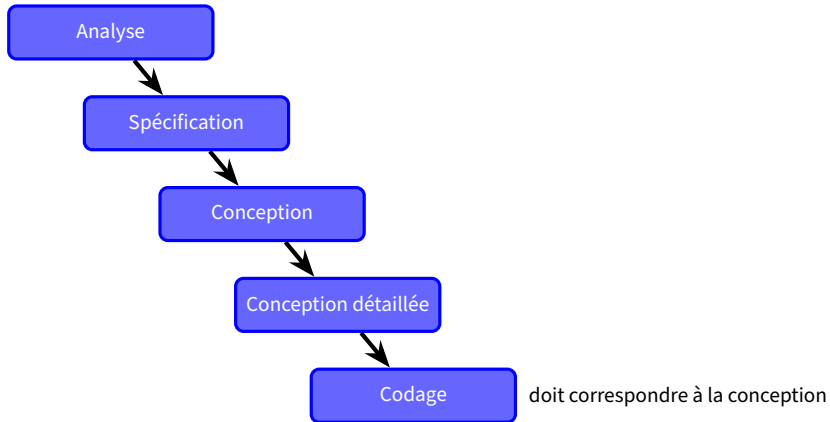 Analyse
Spécification
Conception
Conception détaillée
Codage
doit correspondre à la conception